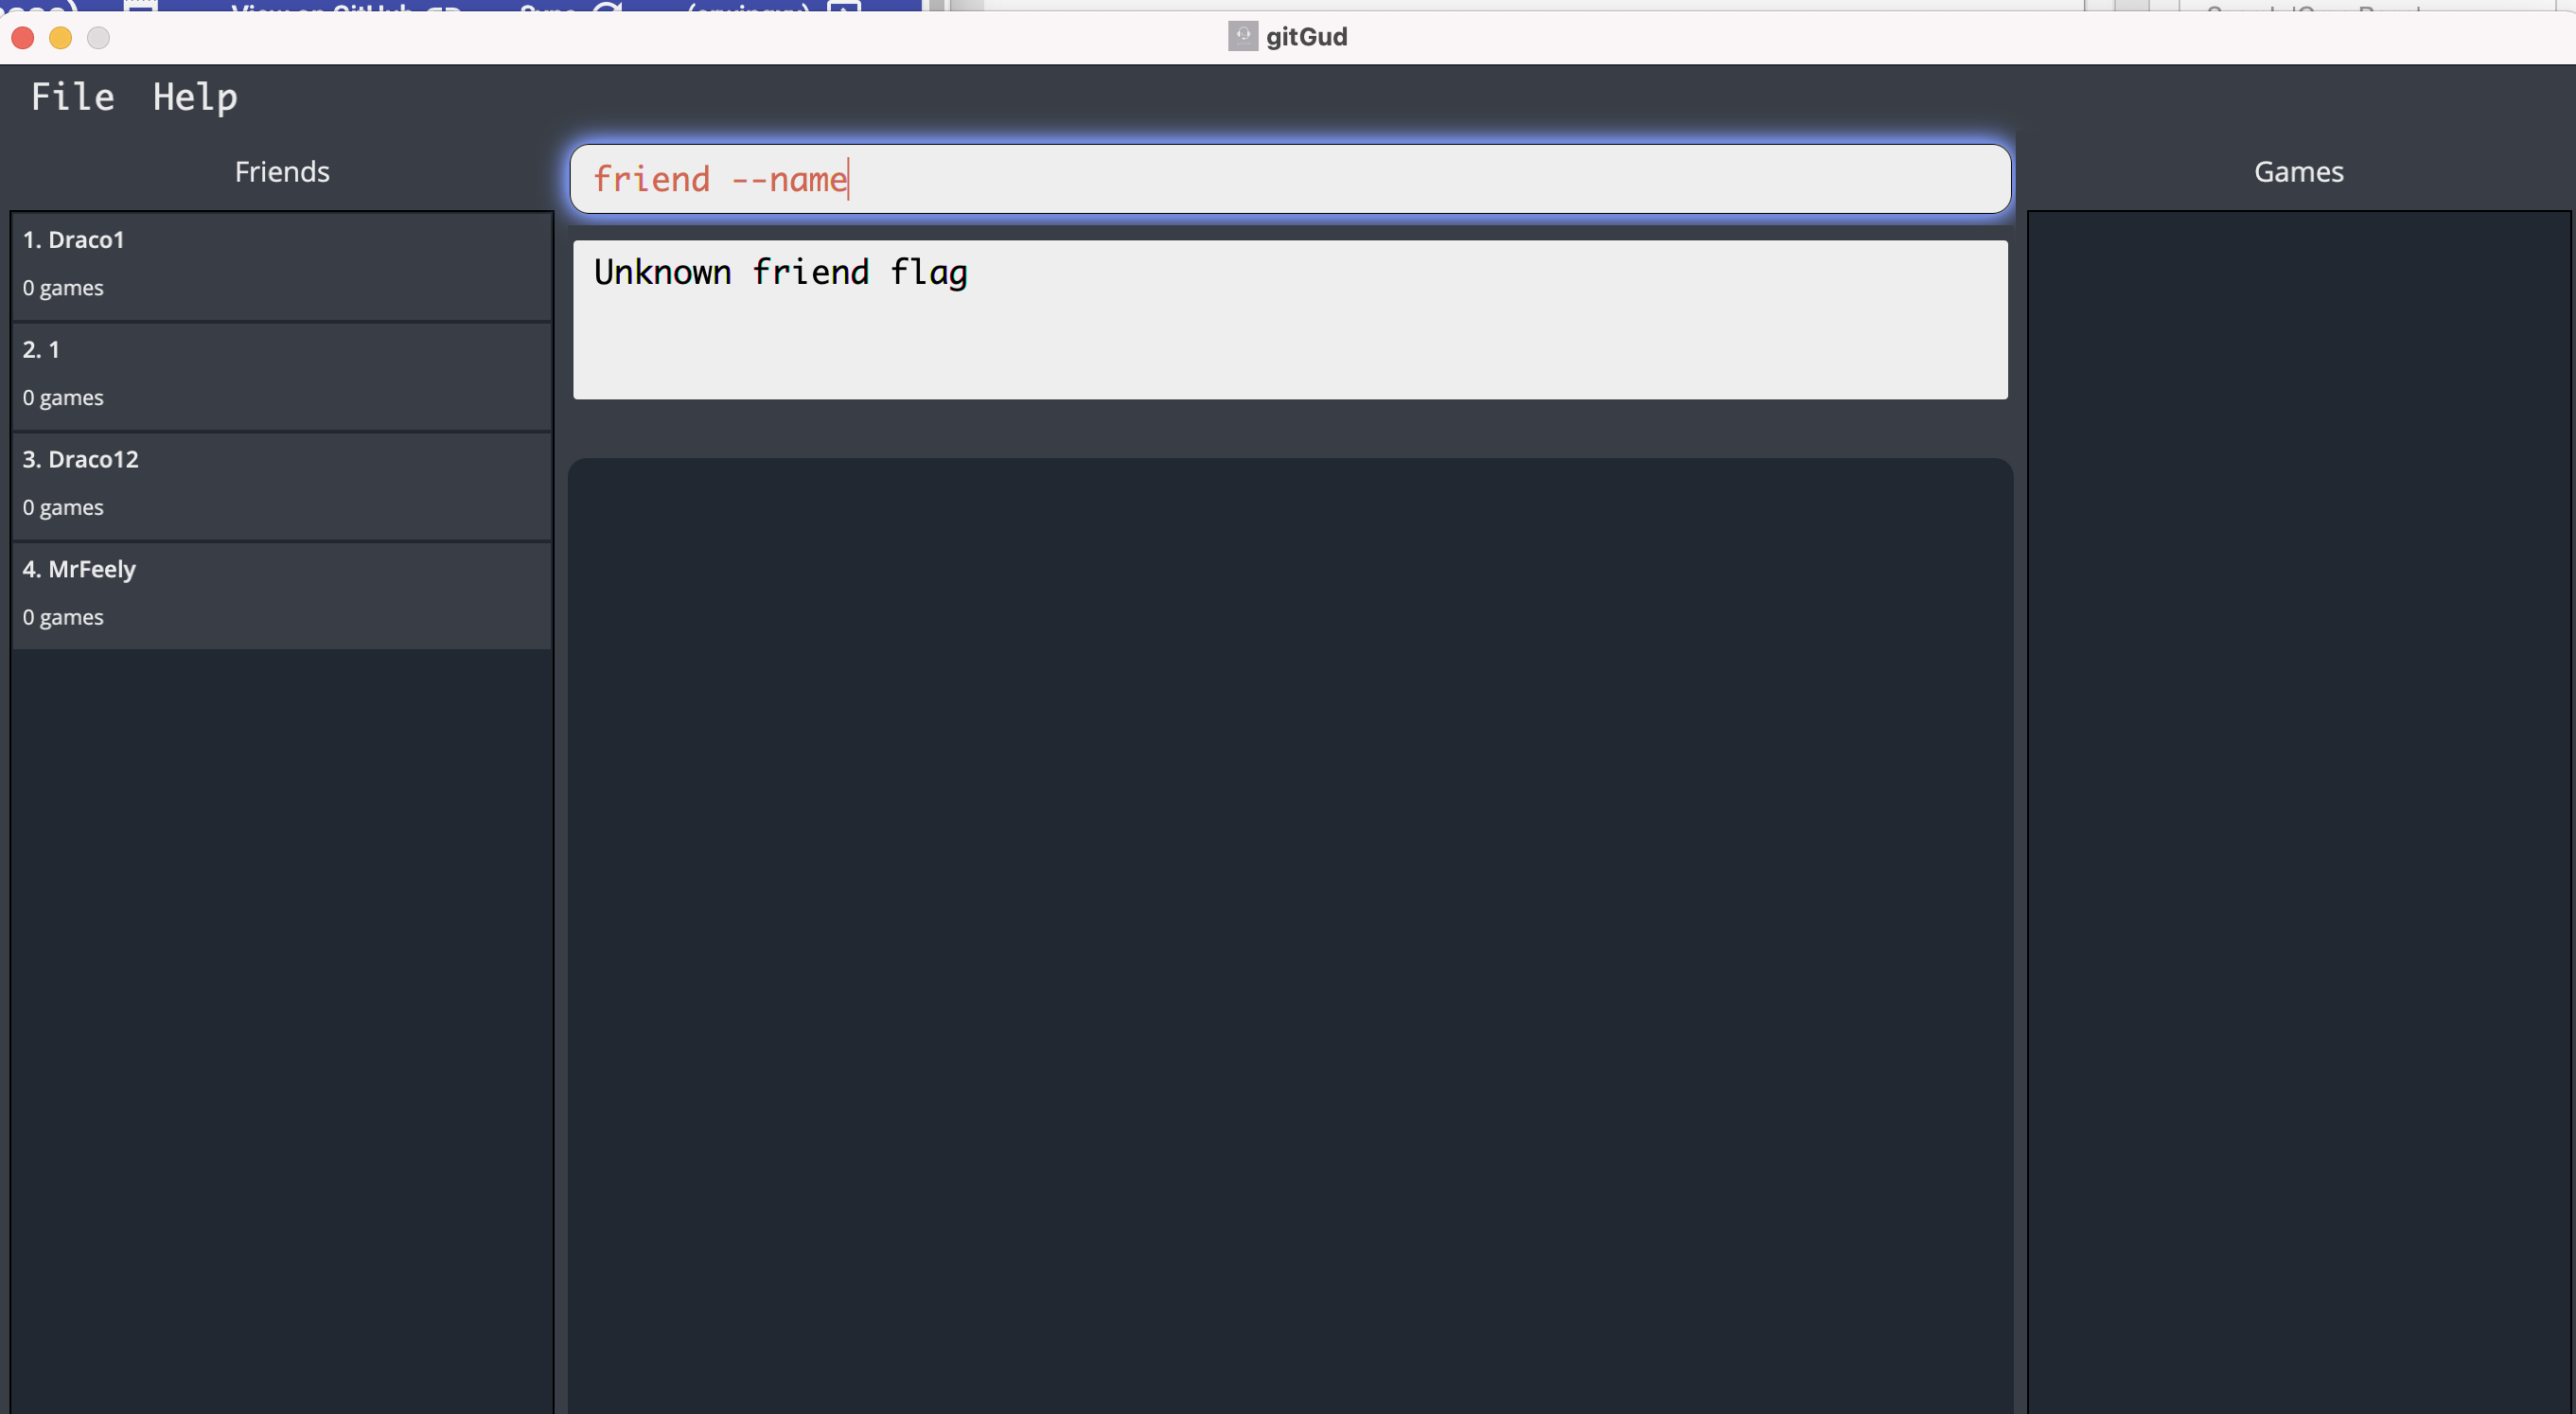 gitGud
File Help
Friends
friend --name
Games
Unknown friend flag
1. Draco1
0 games
2. 1
0 games
3. Draco12
0 games
4. MrFeely
0 games